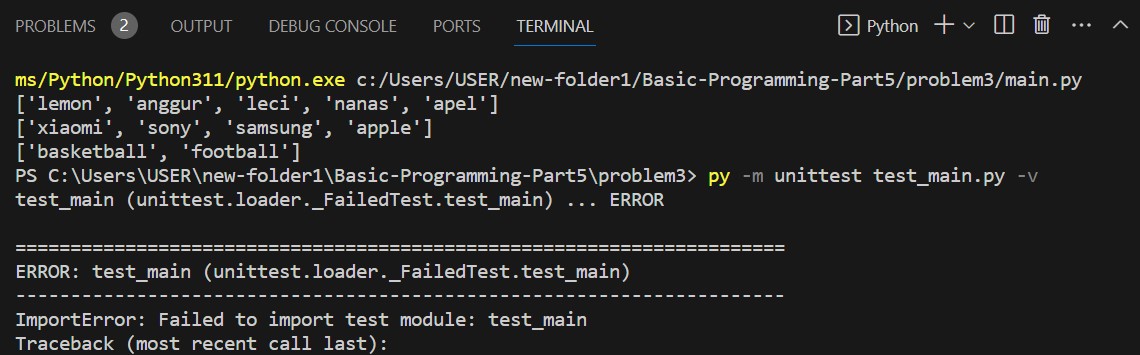 PROBLEMS 2 OUTPUT DEBUG CONSOLE PORTS TERMINAL Python
ms/Python/Python311/python.exe c:/Users/USER/new-folder1/Basic-Programming-Part5/problem3/main.py
['lemon', 'anggur', 'leci', 'nanas', 'apel']
['xiaomi', 'sony', 'samsung', 'apple']
['basketball', 'football']
PS C:\Users\USER\new-folder1\Basic-Programming-Part5\problem3> py -m unittest test_main.py -v
test_main (unittest.loader._FailedTest.test_main) ... ERROR
======================================================================
ERROR: test_main (unittest.loader._FailedTest.test_main)
----------------------------------------------------------------------
ImportError: Failed to import test module: test_main
Traceback (most recent call last):